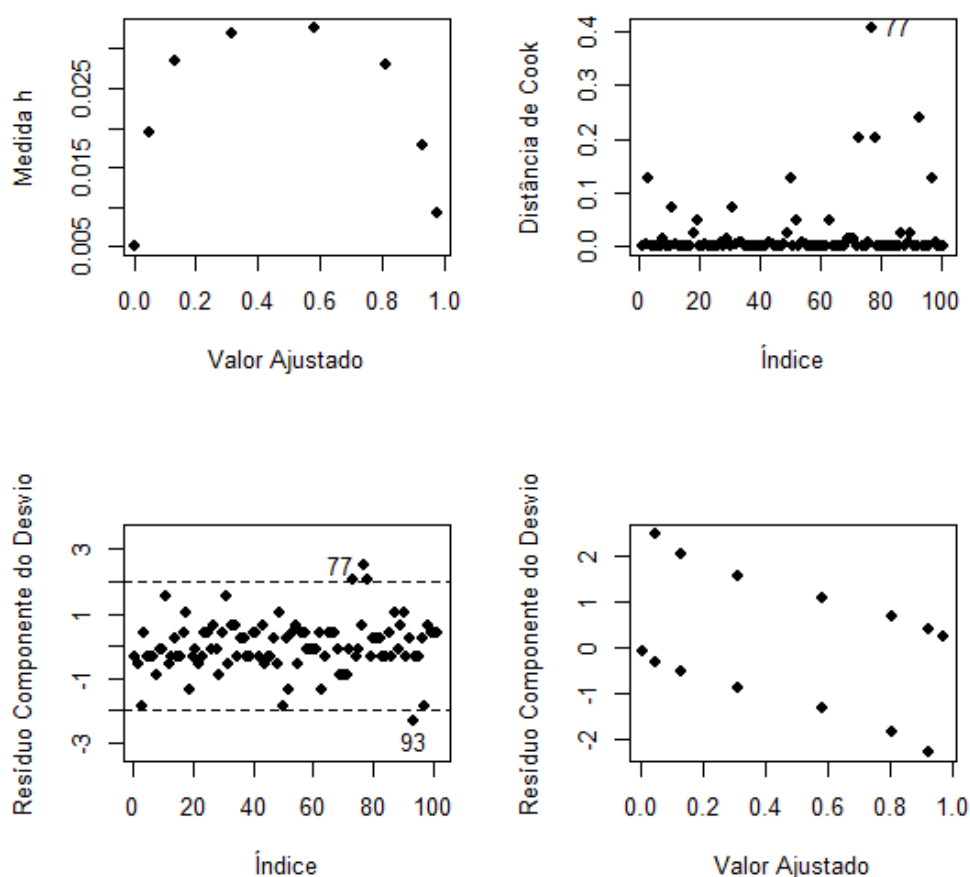 Medida h
0.005 0.015 0.025
0.0 0.2 0.4 0.6 0.8 1.0
Valor Ajustado
Distância de Cook
0.0 0.1 0.2 0.3 0.4
77
0 20 40 60 80 100
Índice
Resíduo Componente do Desvio
-3 -1 1 3
77
93
0 20 40 60 80 100
Índice
Resíduo Componente do Desvio
-2 -1 0 1 2
0.0 0.2 0.4 0.6 0.8 1.0
Valor Ajustado